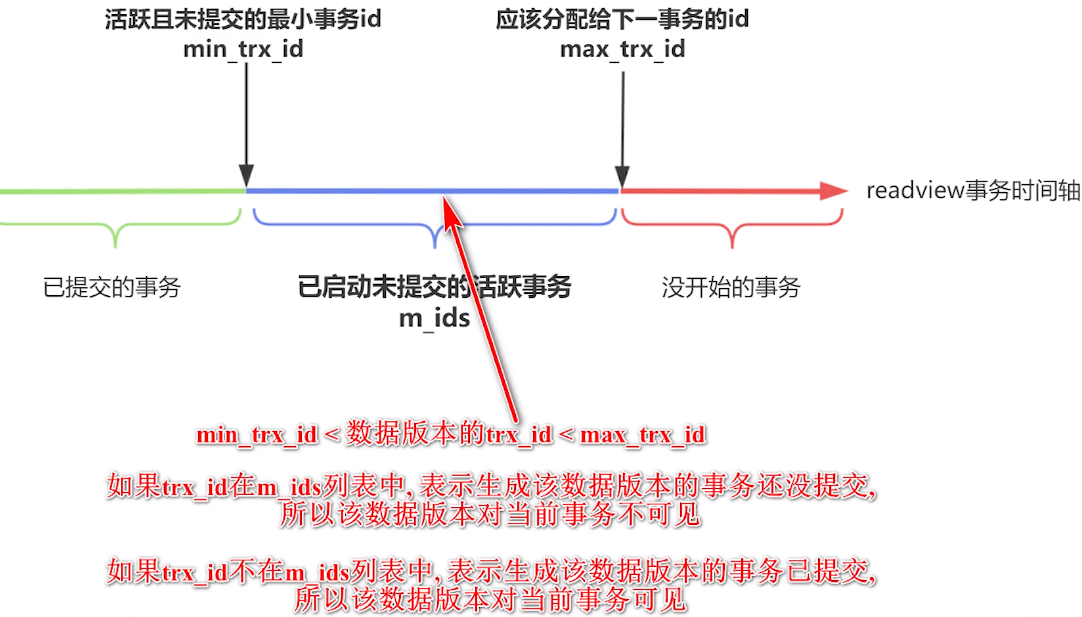 活跃且未提交的最小事务id
min_trx_id
应该分配给下一事务的id
max_trx_id
readview事务时间轴
已提交的事务
已启动未提交的活跃事务
m_ids
没开始的事务
min_trx_id < 数据版本的trx_id < max_trx_id
如果trx_id在m_ids列表中, 表示生成该数据版本的事务还没提交,
所以该数据版本对当前事务不可见
如果trx_id不在m_ids列表中, 表示生成该数据版本的事务已提交,
所以该数据版本对当前事务可见